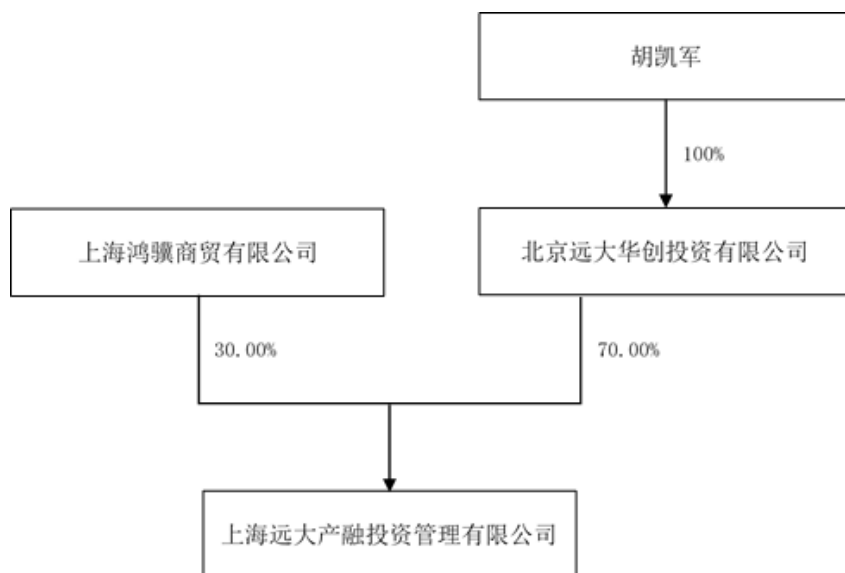 胡凯军
100%
上海鸿骥商贸有限公司
北京远大华创投资有限公司
30.00%
70.00%
上海远大产融投资管理有限公司